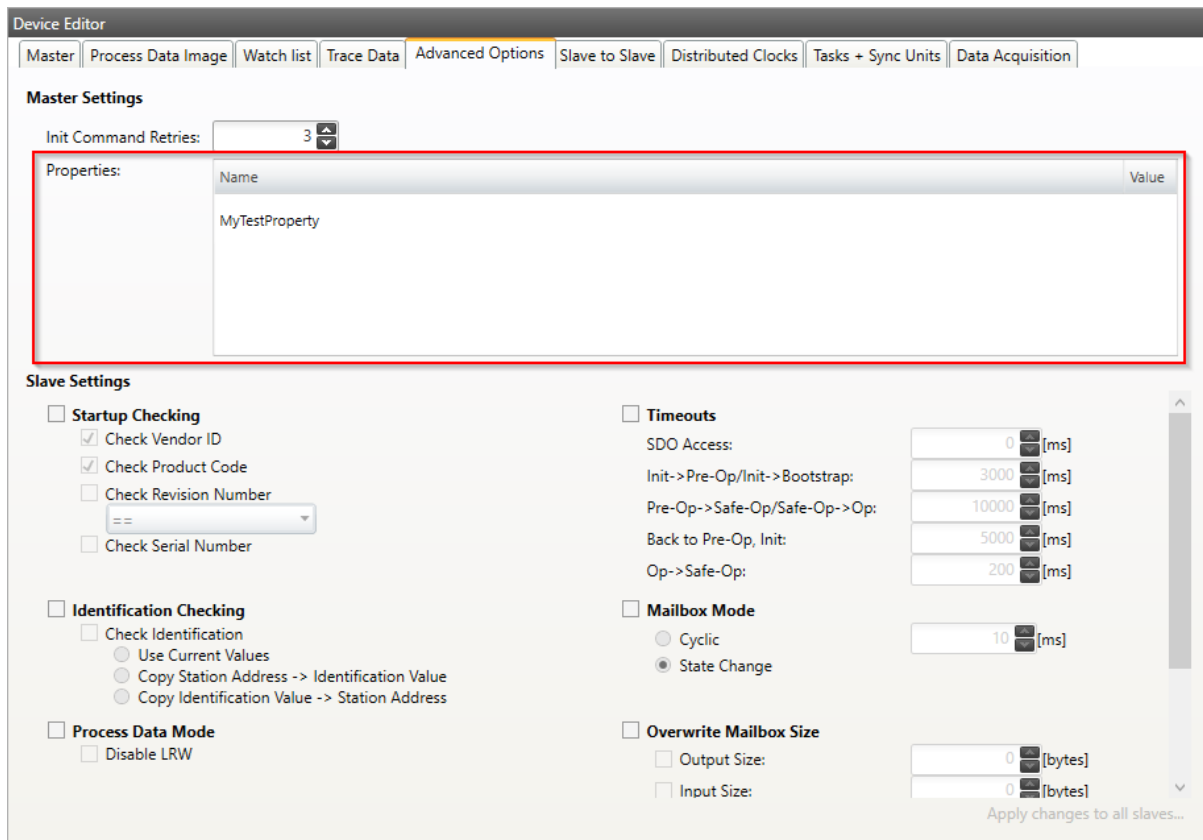 Device Editor
Master Process Data Image Watch list Trace Data Advanced Options Slave to Slave Distributed Clocks Tasks + Sync Units Data Acquisition
Master Settings
Init Command Retries: 3
Properties:
Name Value
MyTestProperty
Slave Settings
Startup Checking
Check Vendor ID
Check Product Code
Check Revision Number
==
Check Serial Number
Timeouts
SDO Access: 0 [ms]
Init->Pre-Op/Init->Bootstrap: 3000 [ms]
Pre-Op->Safe-Op/Safe-Op->Op: 10000 [ms]
Back to Pre-Op, Init: 5000 [ms]
Op->Safe-Op: 200 [ms]
Identification Checking
Check Identification
Use Current Values
Copy Station Address -> Identification Value
Copy Identification Value -> Station Address
Mailbox Mode
Cyclic 10 [ms]
State Change
Process Data Mode
Disable LRW
Overwrite Mailbox Size
Output Size: 0 [bytes]
Input Size: 0 [bytes]
Apply changes to all slaves...